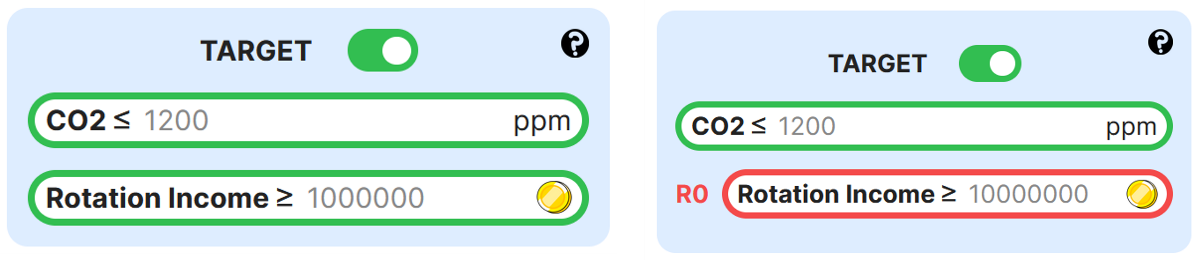 TARGET ?
CO2 ≤ 1200 ppm
Rotation Income ≥ 1000000
TARGET ?
CO2 ≤ 1200 ppm
R0 Rotation Income ≥ 10000000